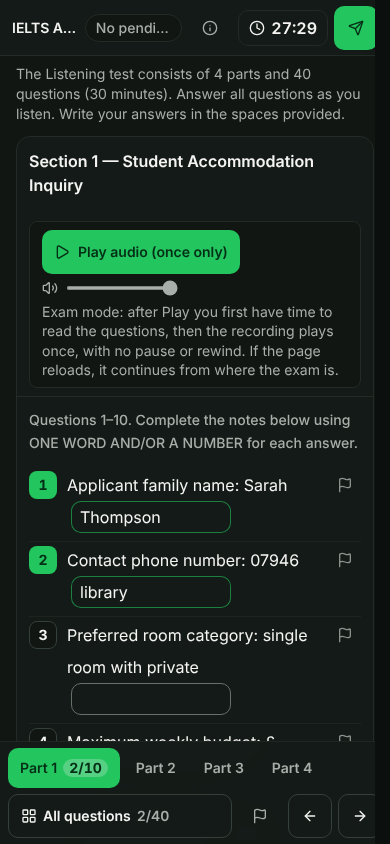 IELTS A... No pendi... 27:29
The Listening test consists of 4 parts and 40
questions (30 minutes). Answer all questions as you
listen. Write your answers in the spaces provided.
Section 1 — Student Accommodation
Inquiry
Play audio (once only)
Exam mode: after Play you first have time to
read the questions, then the recording plays
once, with no pause or rewind. If the page
reloads, it continues from where the exam is.
Questions 1–10. Complete the notes below using
ONE WORD AND/OR A NUMBER for each answer.
1 Applicant family name: Sarah
Thompson
2 Contact phone number: 07946
library
3 Preferred room category: single
room with private
4 Maximum weekly budget: £
Part 1 2/10 Part 2 Part 3 Part 4
All questions 2/40